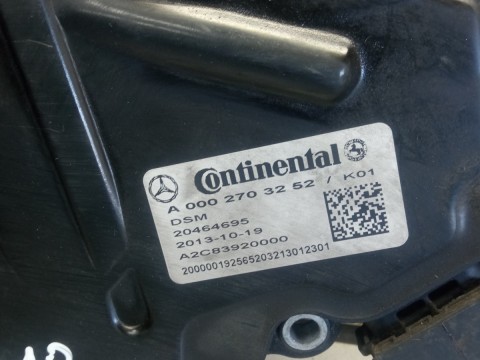 Continental
A 000 270 32 52 / K01
DSM
20464695
2013-10-19
A2C83920000
200000192565203213012301